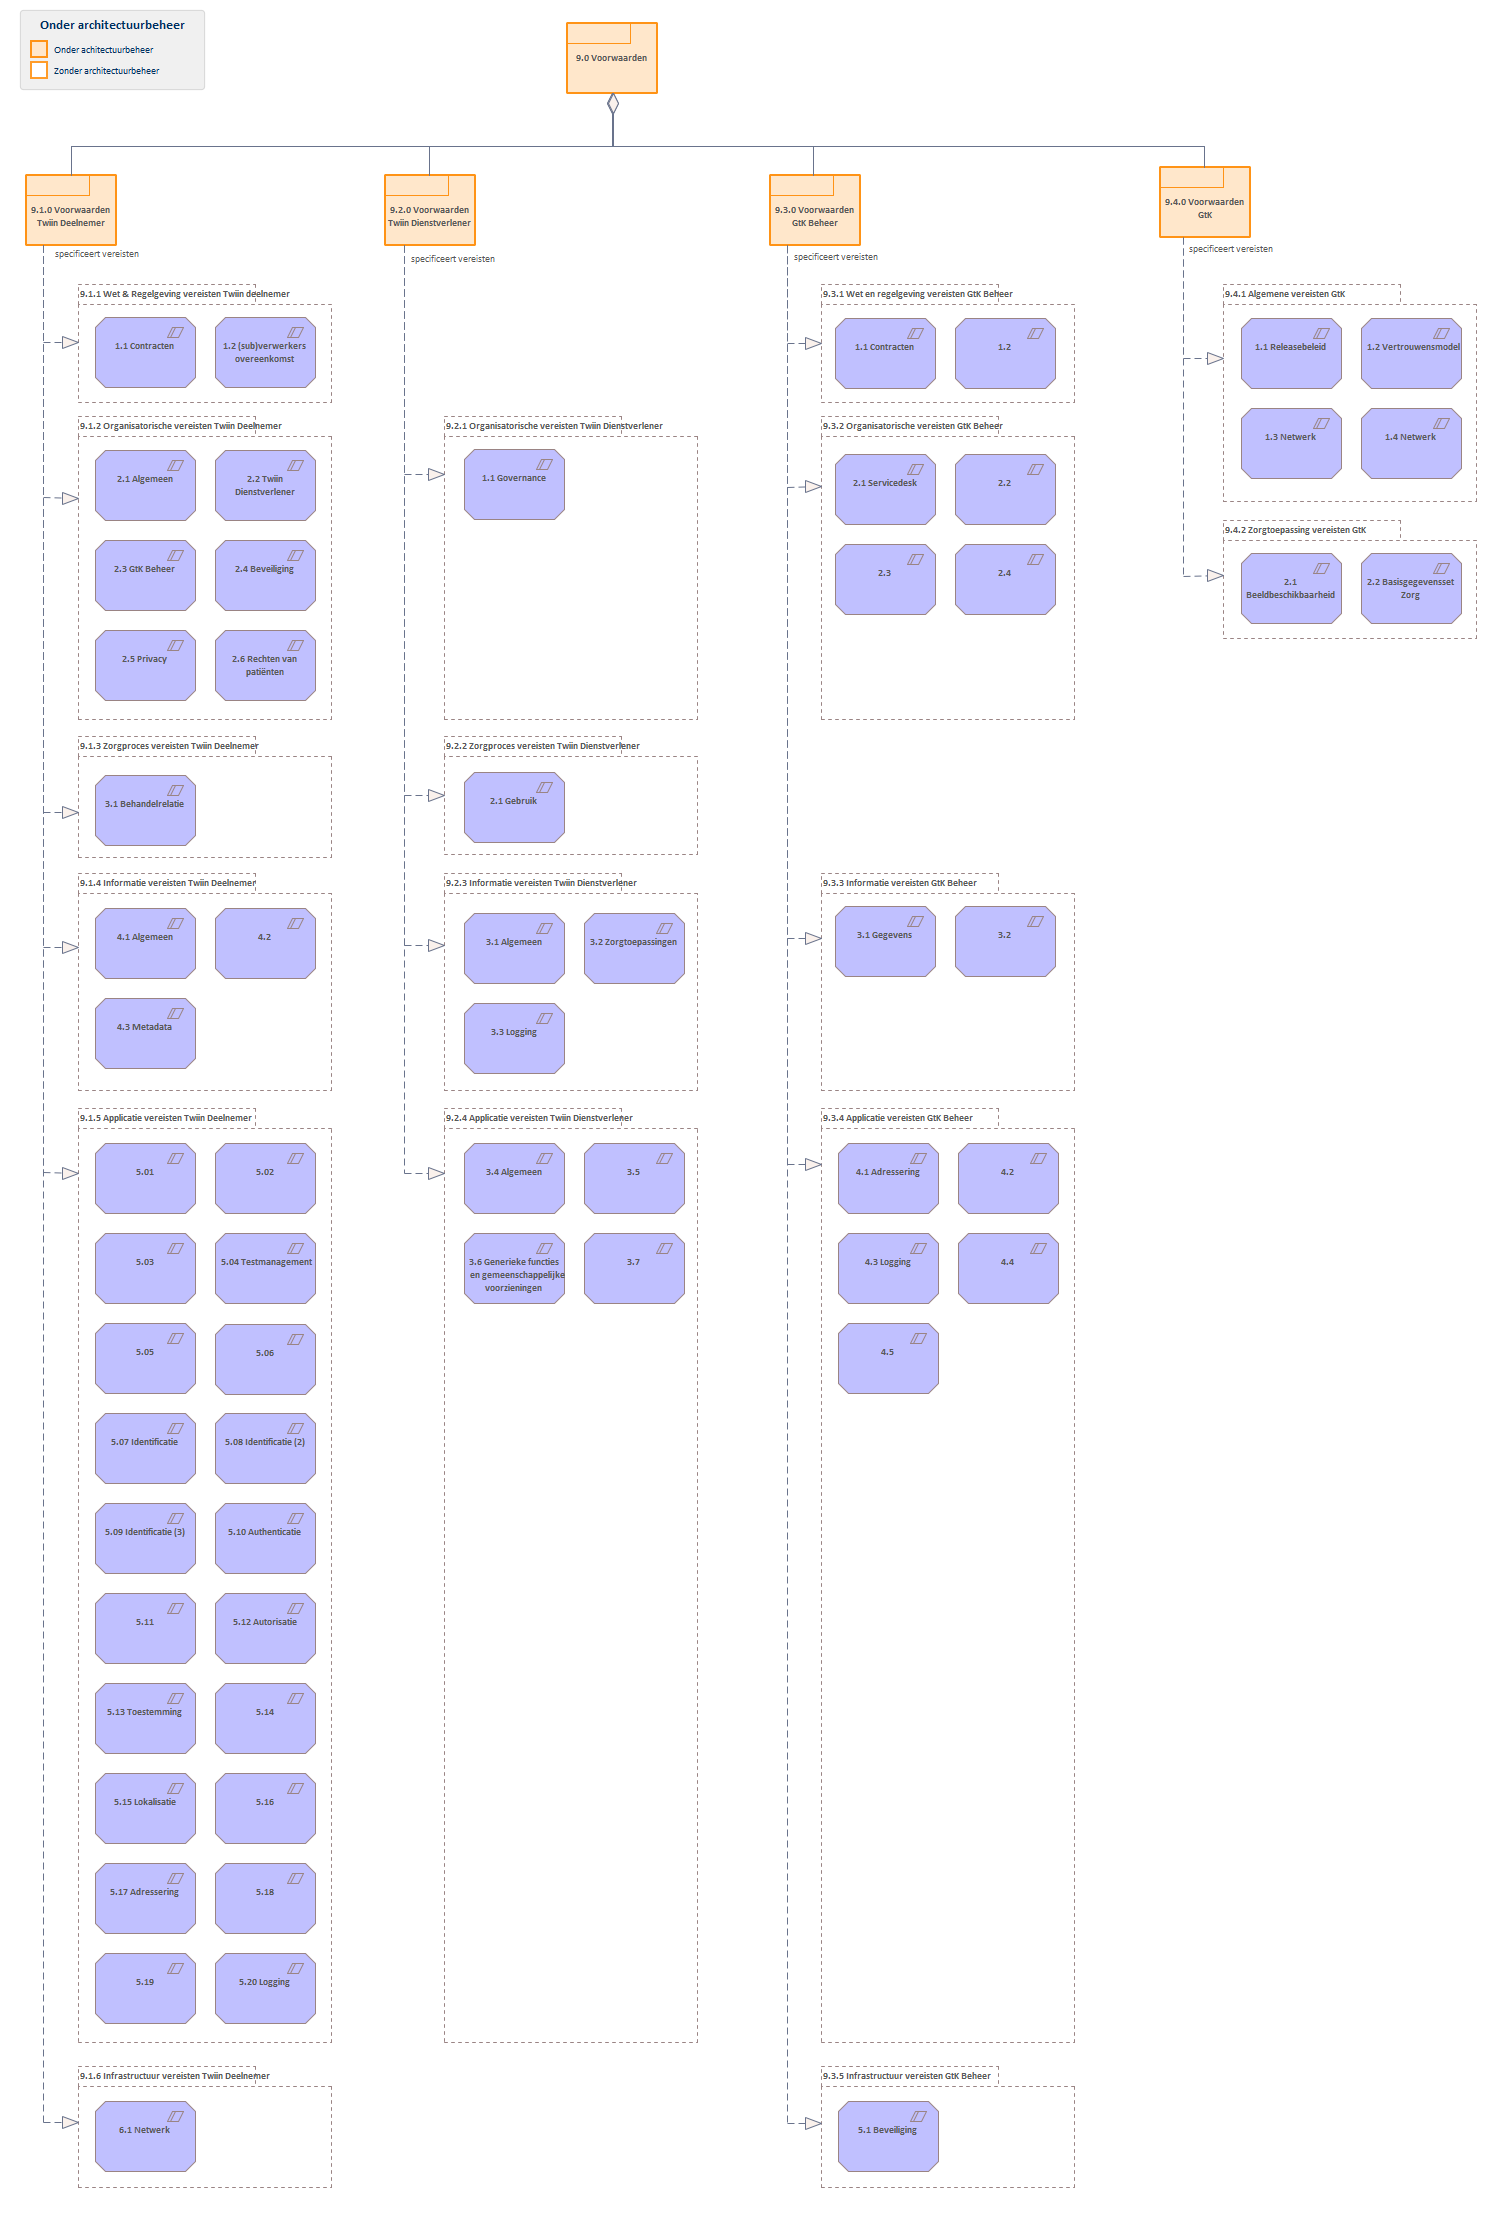 Onder architectuurbeheer
Onder achitectuurbeheer
Zonder architectuurbeheer
9.0 Voorwaarden
9.1.0 Voorwaarden
Twiin Deelnemer
specificeert vereisten
9.2.0 Voorwaarden
Twiin Dienstverlener
specificeert vereisten
9.3.0 Voorwaarden
GtK Beheer
specificeert vereisten
9.4.0 Voorwaarden
GtK
specificeert vereisten
9.1.1 Wet & Regelgeving vereisten Twiin deelnemer
1.1 Contracten
1.2 (sub)verwerkers
overeenkomst
9.1.2 Organisatorische vereisten Twiin Deelnemer
2.1 Algemeen
2.2 Twiin
Dienstverlener
2.3 GtK Beheer
2.4 Beveiliging
2.5 Privacy
2.6 Rechten van
patiënten
9.1.3 Zorgproces vereisten Twiin Deelnemer
3.1 Behandelrelatie
9.1.4 Informatie vereisten Twiin Deelnemer
4.1 Algemeen
4.2
4.3 Metadata
9.1.5 Applicatie vereisten Twiin Deelnemer
5.01
5.02
5.03
5.04 Testmanagement
5.05
5.06
5.07 Identificatie
5.08 Identificatie (2)
5.09 Identificatie (3)
5.10 Authenticatie
5.11
5.12 Autorisatie
5.13 Toestemming
5.14
5.15 Lokalisatie
5.16
5.17 Adressering
5.18
5.19
5.20 Logging
9.1.6 Infrastructuur vereisten Twiin Deelnemer
6.1 Netwerk
9.2.1 Organisatorische vereisten Twiin Dienstverlener
1.1 Governance
9.2.2 Zorgproces vereisten Twiin Dienstverlener
2.1 Gebruik
9.2.3 Informatie vereisten Twiin Dienstverlener
3.1 Algemeen
3.2 Zorgtoepassingen
3.3 Logging
9.2.4 Applicatie vereisten Twiin Dienstverlener
3.4 Algemeen
3.5
3.6 Generieke functies
en gemeenschappelijke
voorzieningen
3.7
9.3.1 Wet en regelgeving vereisten GtK Beheer
1.1 Contracten
1.2
9.3.2 Organisatorische vereisten GtK Beheer
2.1 Servicedesk
2.2
2.3
2.4
9.3.3 Informatie vereisten GtK Beheer
3.1 Gegevens
3.2
9.3.4 Applicatie vereisten GtK Beheer
4.1 Adressering
4.2
4.3 Logging
4.4
4.5
9.3.5 Infrastructuur vereisten GtK Beheer
5.1 Beveiliging
9.4.1 Algemene vereisten GtK
1.1 Releasebeleid
1.2 Vertrouwensmodel
1.3 Netwerk
1.4 Netwerk
9.4.2 Zorgtoepassing vereisten GtK
2.1
Beeldbeschikbaarheid
2.2 Basisgegevensset
Zorg